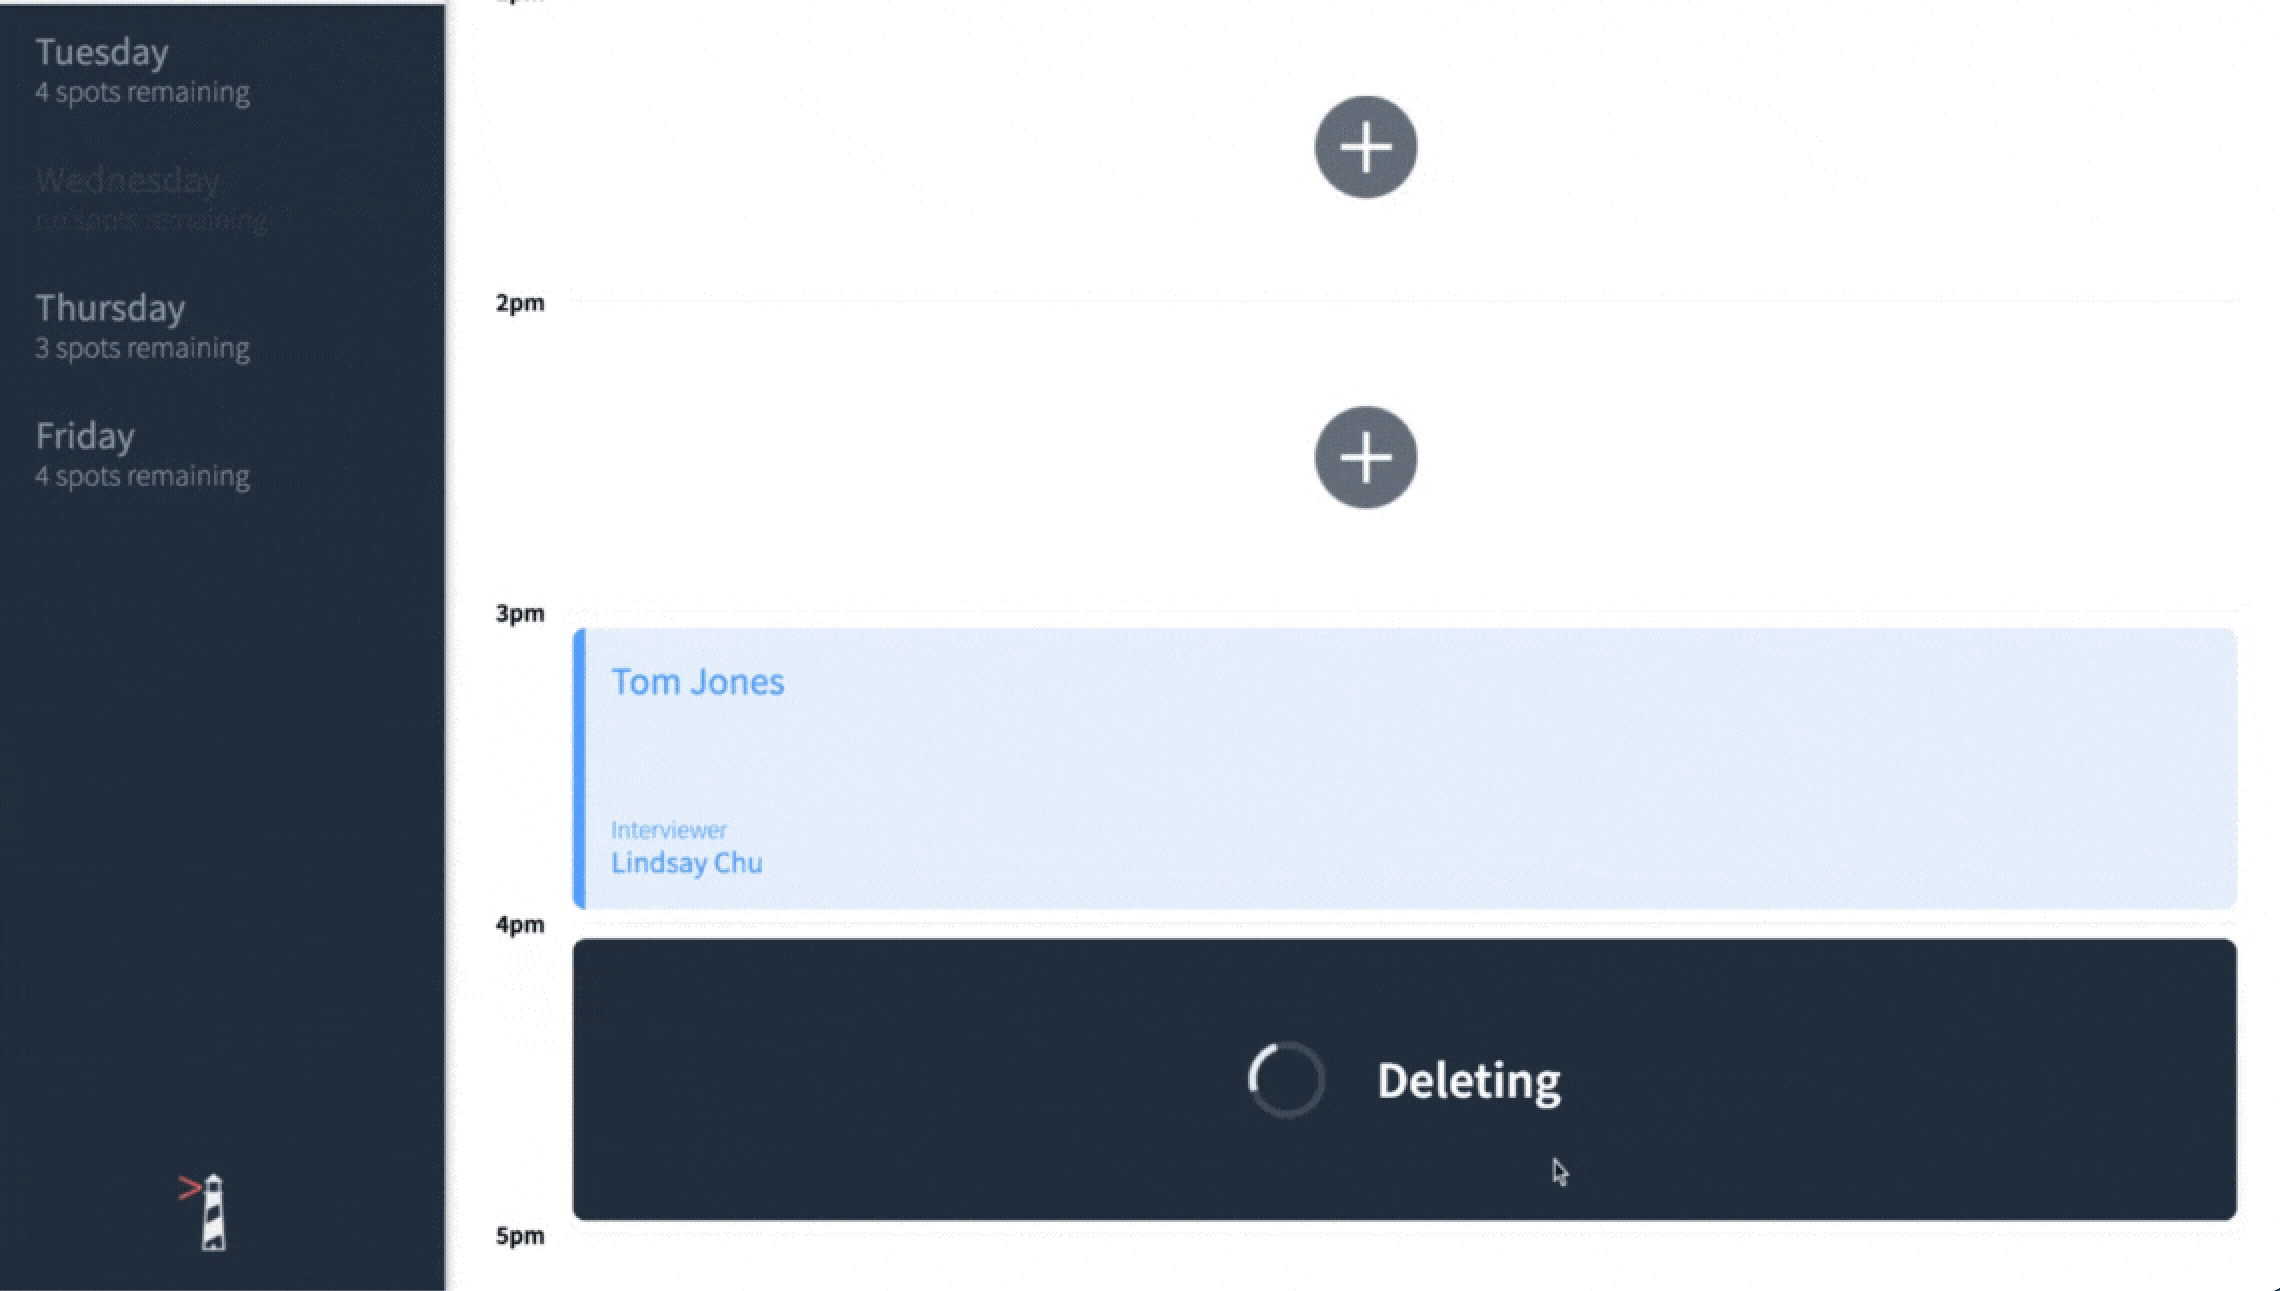 Tuesday
4 spots remaining
Wednesday
no spots remaining
Thursday
3 spots remaining
Friday
4 spots remaining
2pm
3pm
Tom Jones
Interviewer
Lindsay Chu
4pm
Deleting
5pm